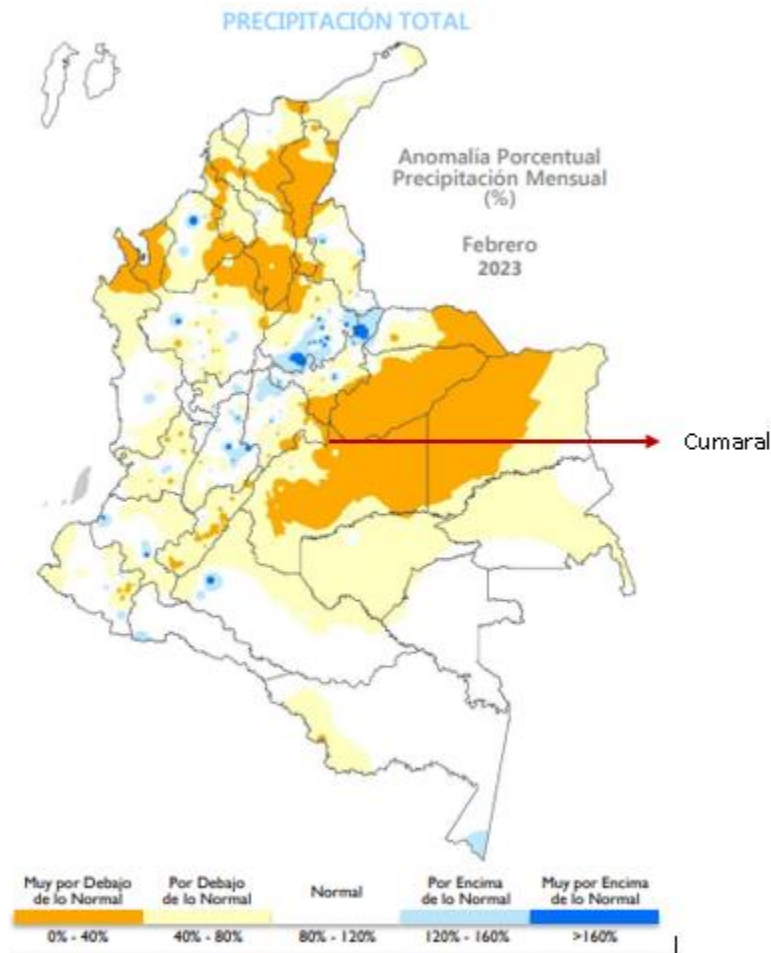 PRECIPITACIÓN TOTAL
Anomalía Porcentual
Precipitación Mensual
(%)
Febrero
2023
Cumaral
Muy por Debajo
de lo Normal
Por Debajo
de lo Normal
Normal
Por Encima
de lo Normal
Muy por Encima
de lo Normal
0% - 40%
40% - 80%
80% - 120%
120% - 160%
>160%